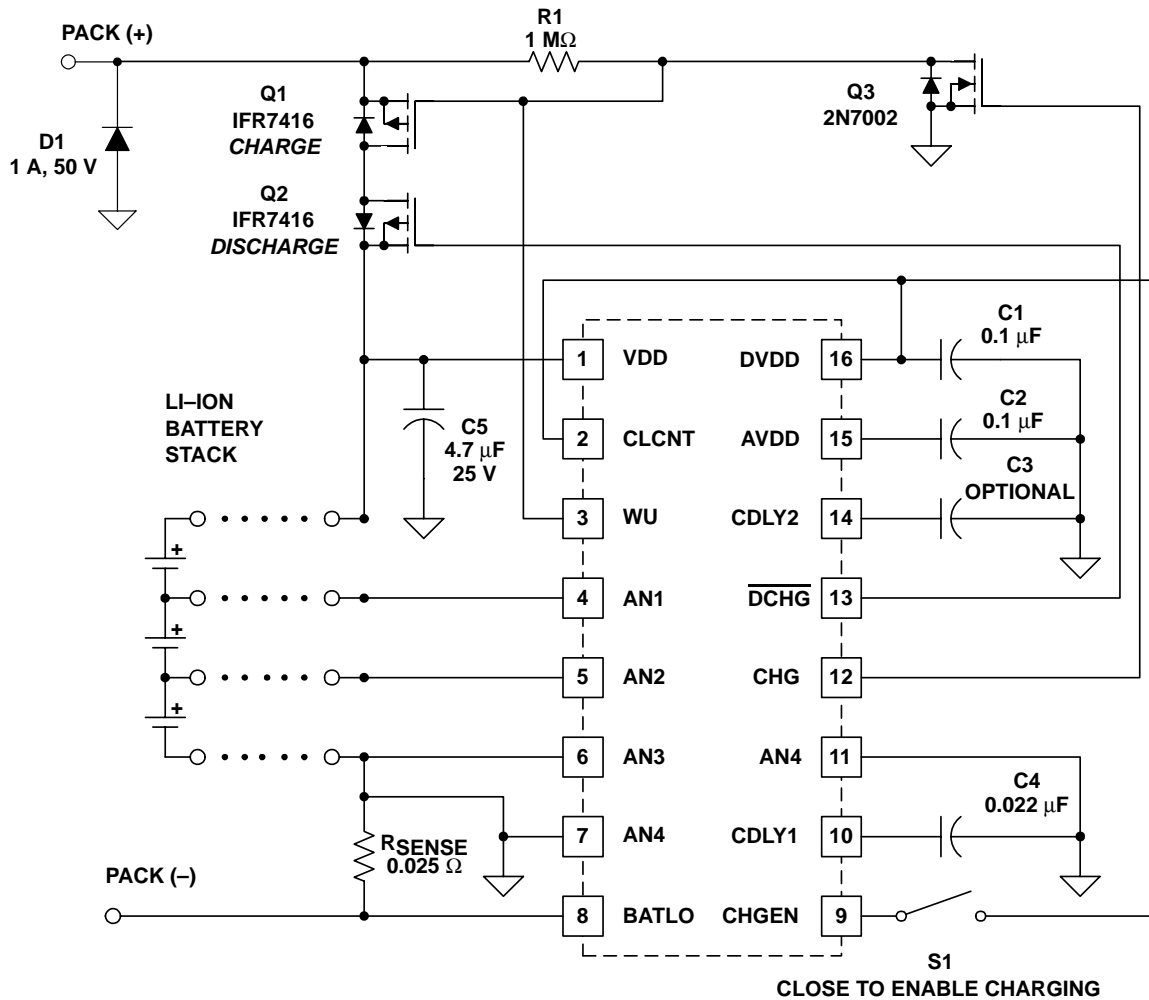 PACK (+)
R1
1 MΩ
Q1
IFR7416
CHARGE
Q3
2N7002
D1
1 A, 50 V
Q2
IFR7416
DISCHARGE
C1
0.1 μF
1
VDD
DVDD
16
LI–ION
BATTERY
STACK
C5
4.7 μF
25 V
C2
0.1 μF
2
CLCNT
AVDD
15
C3
OPTIONAL
3
WU
CDLY2
14
+
4
AN1
DCHG
13
+
5
AN2
CHG
12
+
6
AN3
AN4
11
C4
0.022 μF
RSENSE
0.025 Ω
7
AN4
CDLY1
10
PACK (–)
8
BATLO
CHGEN
9
S1
CLOSE TO ENABLE CHARGING